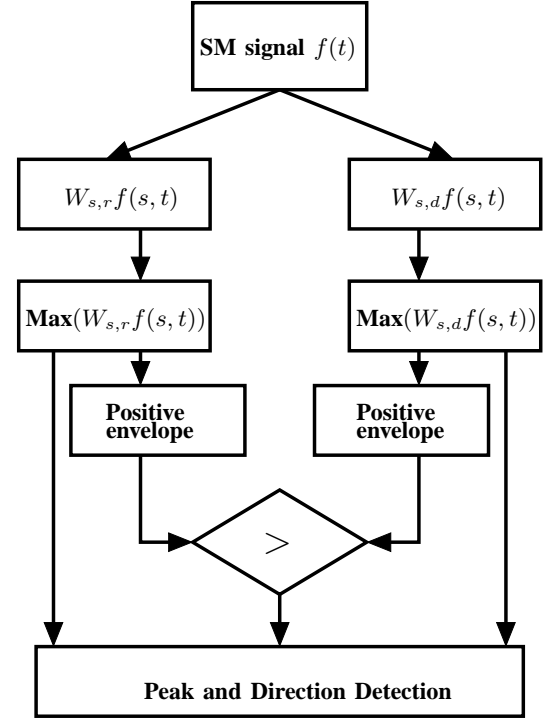 SM signal f(t)
W_{s,r}f(s,t)
W_{s,d}f(s,t)
Max(W_{s,r}f(s,t))
Max(W_{s,d}f(s,t))
Positive
envelope
Positive
envelope
>
Peak and Direction Detection